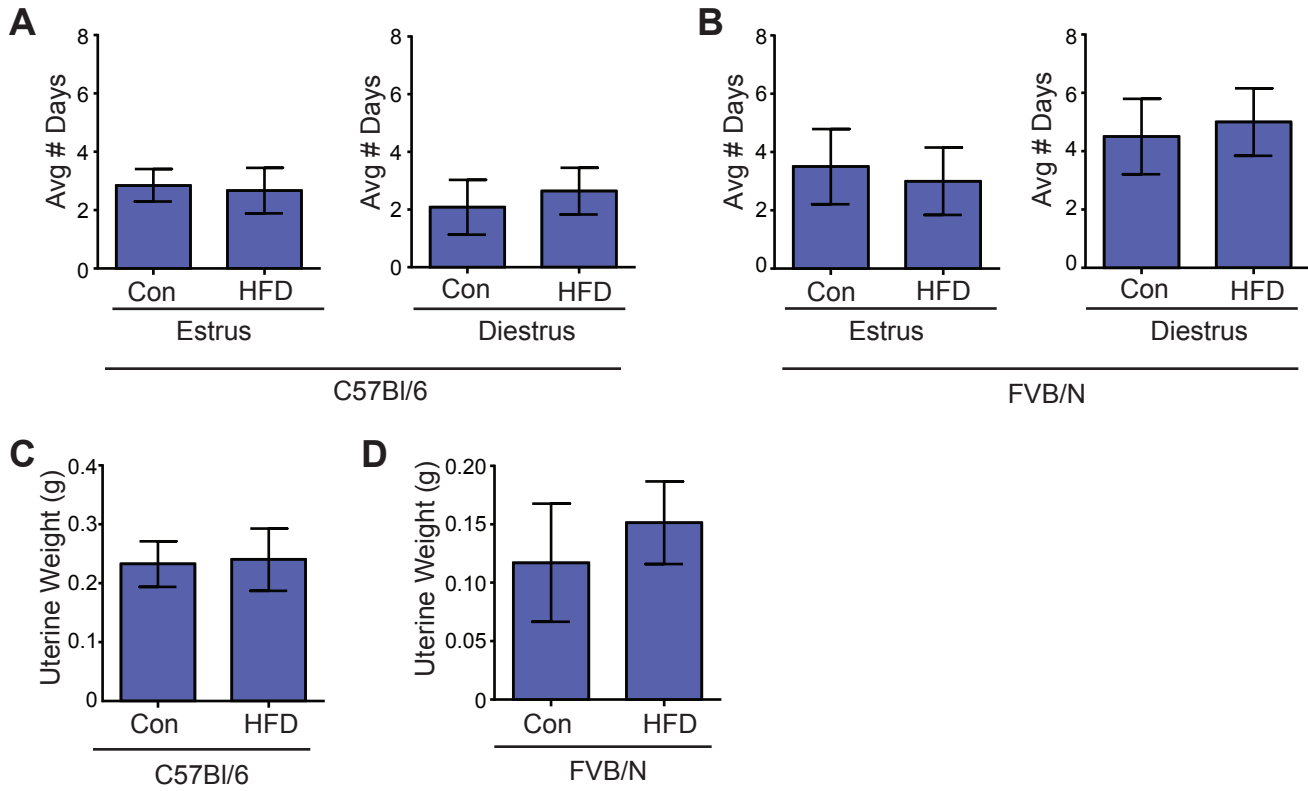 A
Avg # Days
8
6
4
2
0
Con HFD
Estrus
Avg # Days
8
6
4
2
0
Con HFD
Diestrus
C57Bl/6
B
Avg # Days
8
6
4
2
0
Con HFD
Estrus
Avg # Days
8
6
4
2
0
Con HFD
Diestrus
FVB/N
C
Uterine Weight (g)
0.4
0.3
0.2
0.1
0
Con HFD
C57Bl/6
D
Uterine Weight (g)
0.20
0.15
0.10
0.05
0
Con HFD
FVB/N